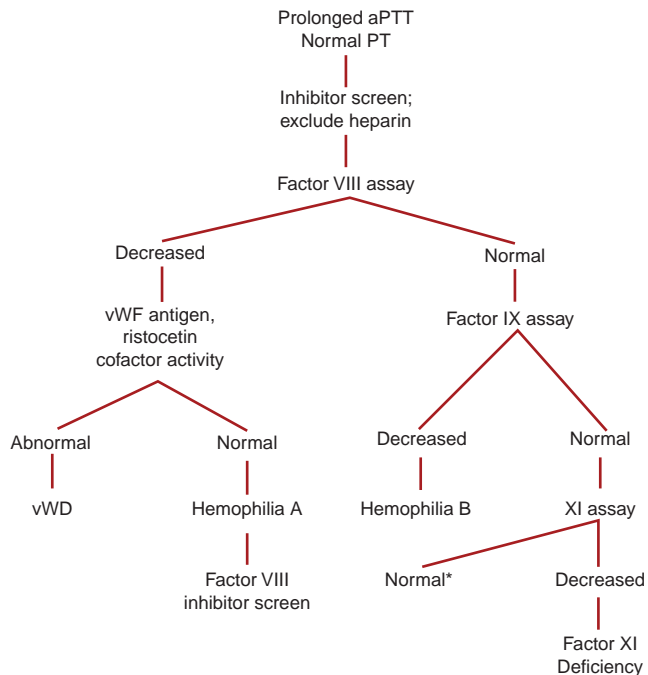 Prolonged aPTT
Normal PT
Inhibitor screen;
exclude heparin
Factor VIII assay
Decreased
Normal
vWF antigen,
ristocetin
cofactor activity
Factor IX assay
Abnormal
Normal
Decreased
Normal
vWD
Hemophilia A
Hemophilia B
XI assay
Factor VIII
inhibitor screen
Normal*
Decreased
Factor XI
Deficiency